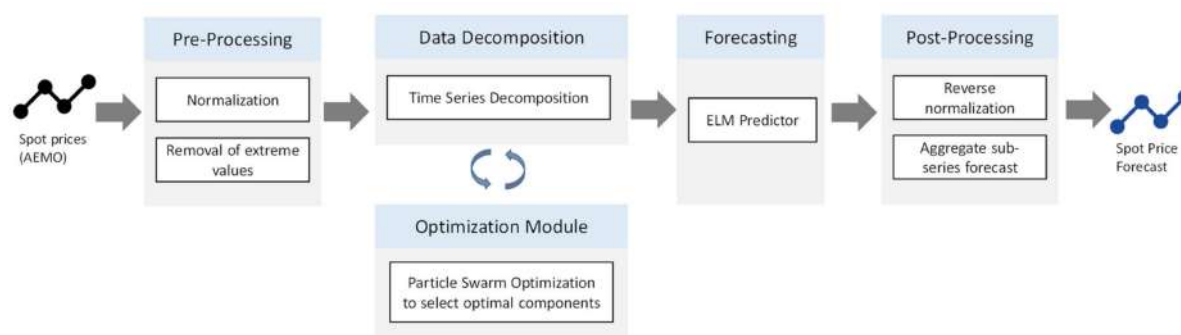 Pre-Processing
Data Decomposition
Forecasting
Post-Processing
Normalization
Time Series Decomposition
Reverse
normalization
ELM Predictor
Spot prices
(AEMO)
Removal of extreme
values
Aggregate sub-
series forecast
Spot Price
Forecast
Optimization Module
Particle Swarm Optimization
to select optimal components